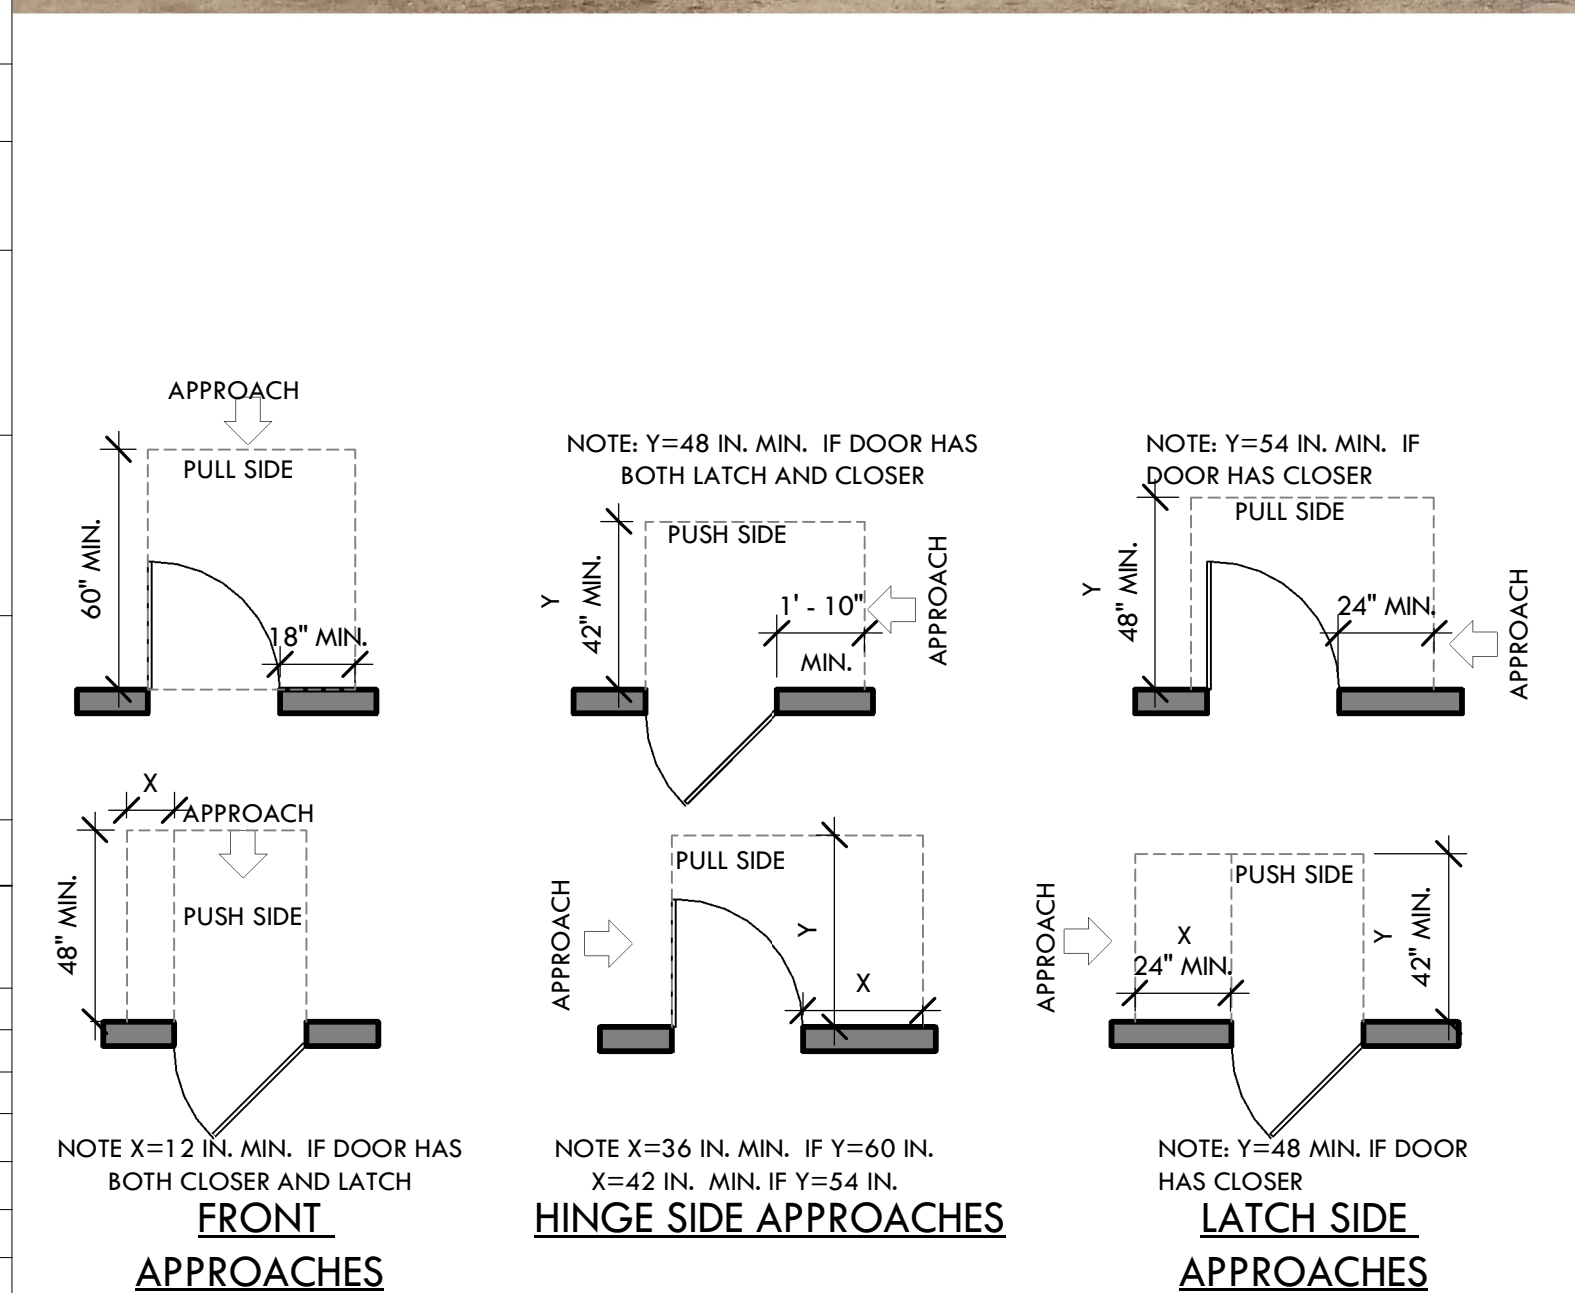 APPROACH
PULL SIDE
60" MIN.
18" MIN.
X
APPROACH
48" MIN.
PUSH SIDE
NOTE X=12 IN. MIN. IF DOOR HAS
BOTH CLOSER AND LATCH
FRONT
APPROACHES
NOTE: Y=48 IN. MIN. IF DOOR HAS
BOTH LATCH AND CLOSER
PUSH SIDE
Y
42" MIN.
1' - 10"
MIN.
APPROACH
PULL SIDE
APPROACH
Y
X
NOTE X=36 IN. MIN. IF Y=60 IN.
X=42 IN. MIN. IF Y=54 IN.
HINGE SIDE APPROACHES
NOTE: Y=54 IN. MIN. IF
DOOR HAS CLOSER
PULL SIDE
Y
48" MIN.
24" MIN.
APPROACH
PUSH SIDE
APPROACH
X
24" MIN.
Y
42" MIN.
NOTE: Y=48 MIN. IF DOOR
HAS CLOSER
LATCH SIDE
APPROACHES